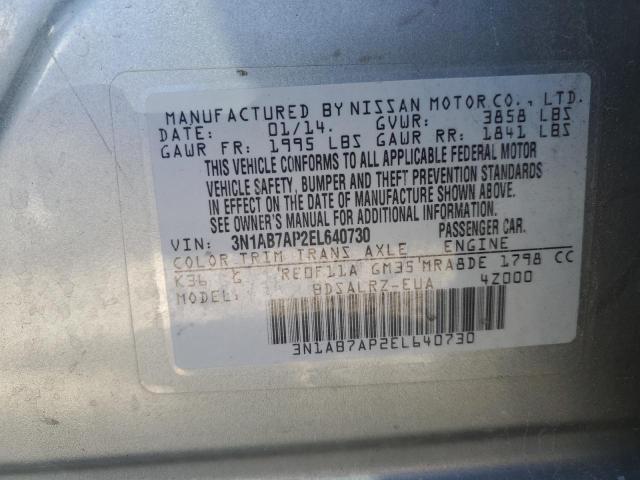 MANUFACTURED BY NISSAN MOTOR CO., LTD.
DATE: 01/14. GVWR: 3858 LBS
GAWR FR: 1995 LBS GAWR RR: 1841 LBS
THIS VEHICLE CONFORMS TO ALL APPLICABLE FEDERAL MOTOR
VEHICLE SAFETY, BUMPER AND THEFT PREVENTION STANDARDS
IN EFFECT ON THE DATE OF MANUFACTURE SHOWN ABOVE.
SEE OWNER'S MANUAL FOR ADDITIONAL INFORMATION.
VIN: 3N1AB7AP2EL640730 PASSENGER CAR.
COLOR TRIM TRANS AXLE ENGINE
K36 G RE0F11A GM35 MRA8DE 1798 CC
MODEL: BDSALRZ-EUA 4Z000
3N1AB7AP2EL640730